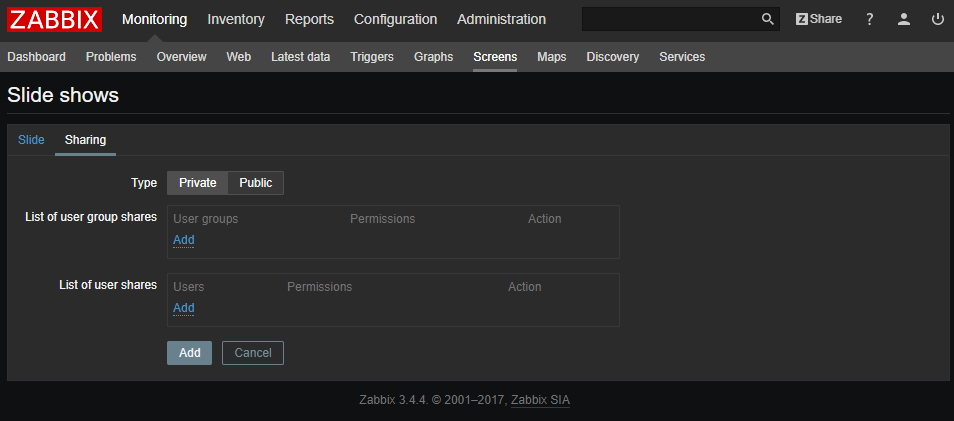 ZABBIX Monitoring Inventory Reports Configuration Administration Z Share ?
Dashboard Problems Overview Web Latest data Triggers Graphs Screens Maps Discovery Services
Slide shows
Slide Sharing
Type Private Public
List of user group shares User groups Permissions Action
Add
List of user shares Users Permissions Action
Add
Add Cancel
Zabbix 3.4.4. © 2001–2017, Zabbix SIA